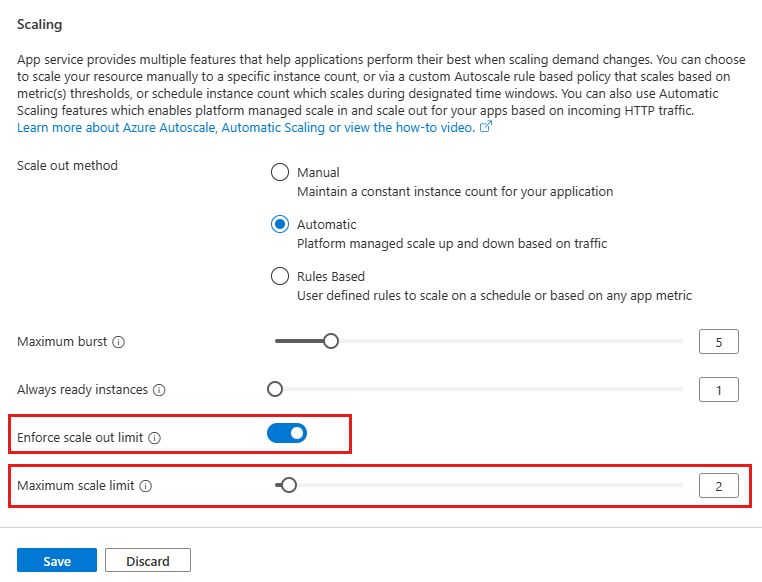 Scaling
App service provides multiple features that help applications perform their best when scaling demand changes. You can choose
to scale your resource manually to a specific instance count, or via a custom Autoscale rule based policy that scales based on
metric(s) thresholds, or schedule instance count which scales during designated time windows. You can also use Automatic
Scaling features which enables platform managed scale in and scale out for your apps based on incoming HTTP traffic.
Learn more about Azure Autoscale, Automatic Scaling or view the how-to video.
Scale out method
Manual
Maintain a constant instance count for your application
Automatic
Platform managed scale up and down based on traffic
Rules Based
User defined rules to scale on a schedule or based on any app metric
Maximum burst 5
Always ready instances 1
Enforce scale out limit
Maximum scale limit 2
Save Discard